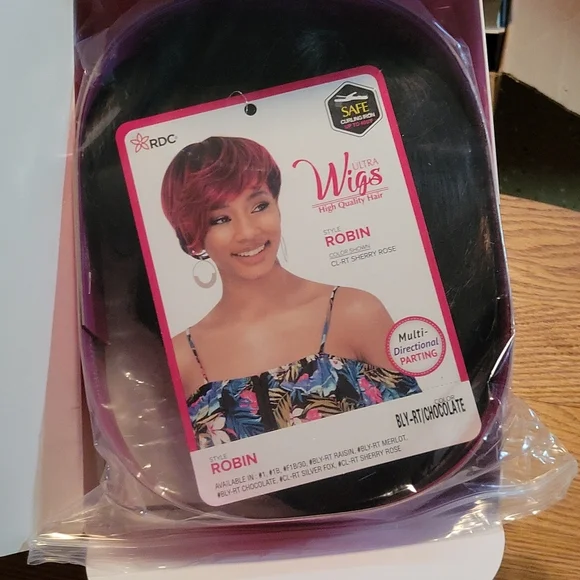 RDC
SAFE
CURLING IRON
ULTRA
Wigs
High Quality Hair
STYLE
ROBIN
COLOR SHOWN
CL-RT SHERRY ROSE
Multi-
Directional
PARTING
COLOR
BLY-RT/CHOCOLATE
STYLE
ROBIN
AVAILABLE IN : #1, #1B, #F1B/30, #BLY-RT RAISIN, #BLY-RT MERLOT,
#BLY-RT CHOCOLATE, #CL-RT SILVER FOX, #CL-RT SHERRY ROSE